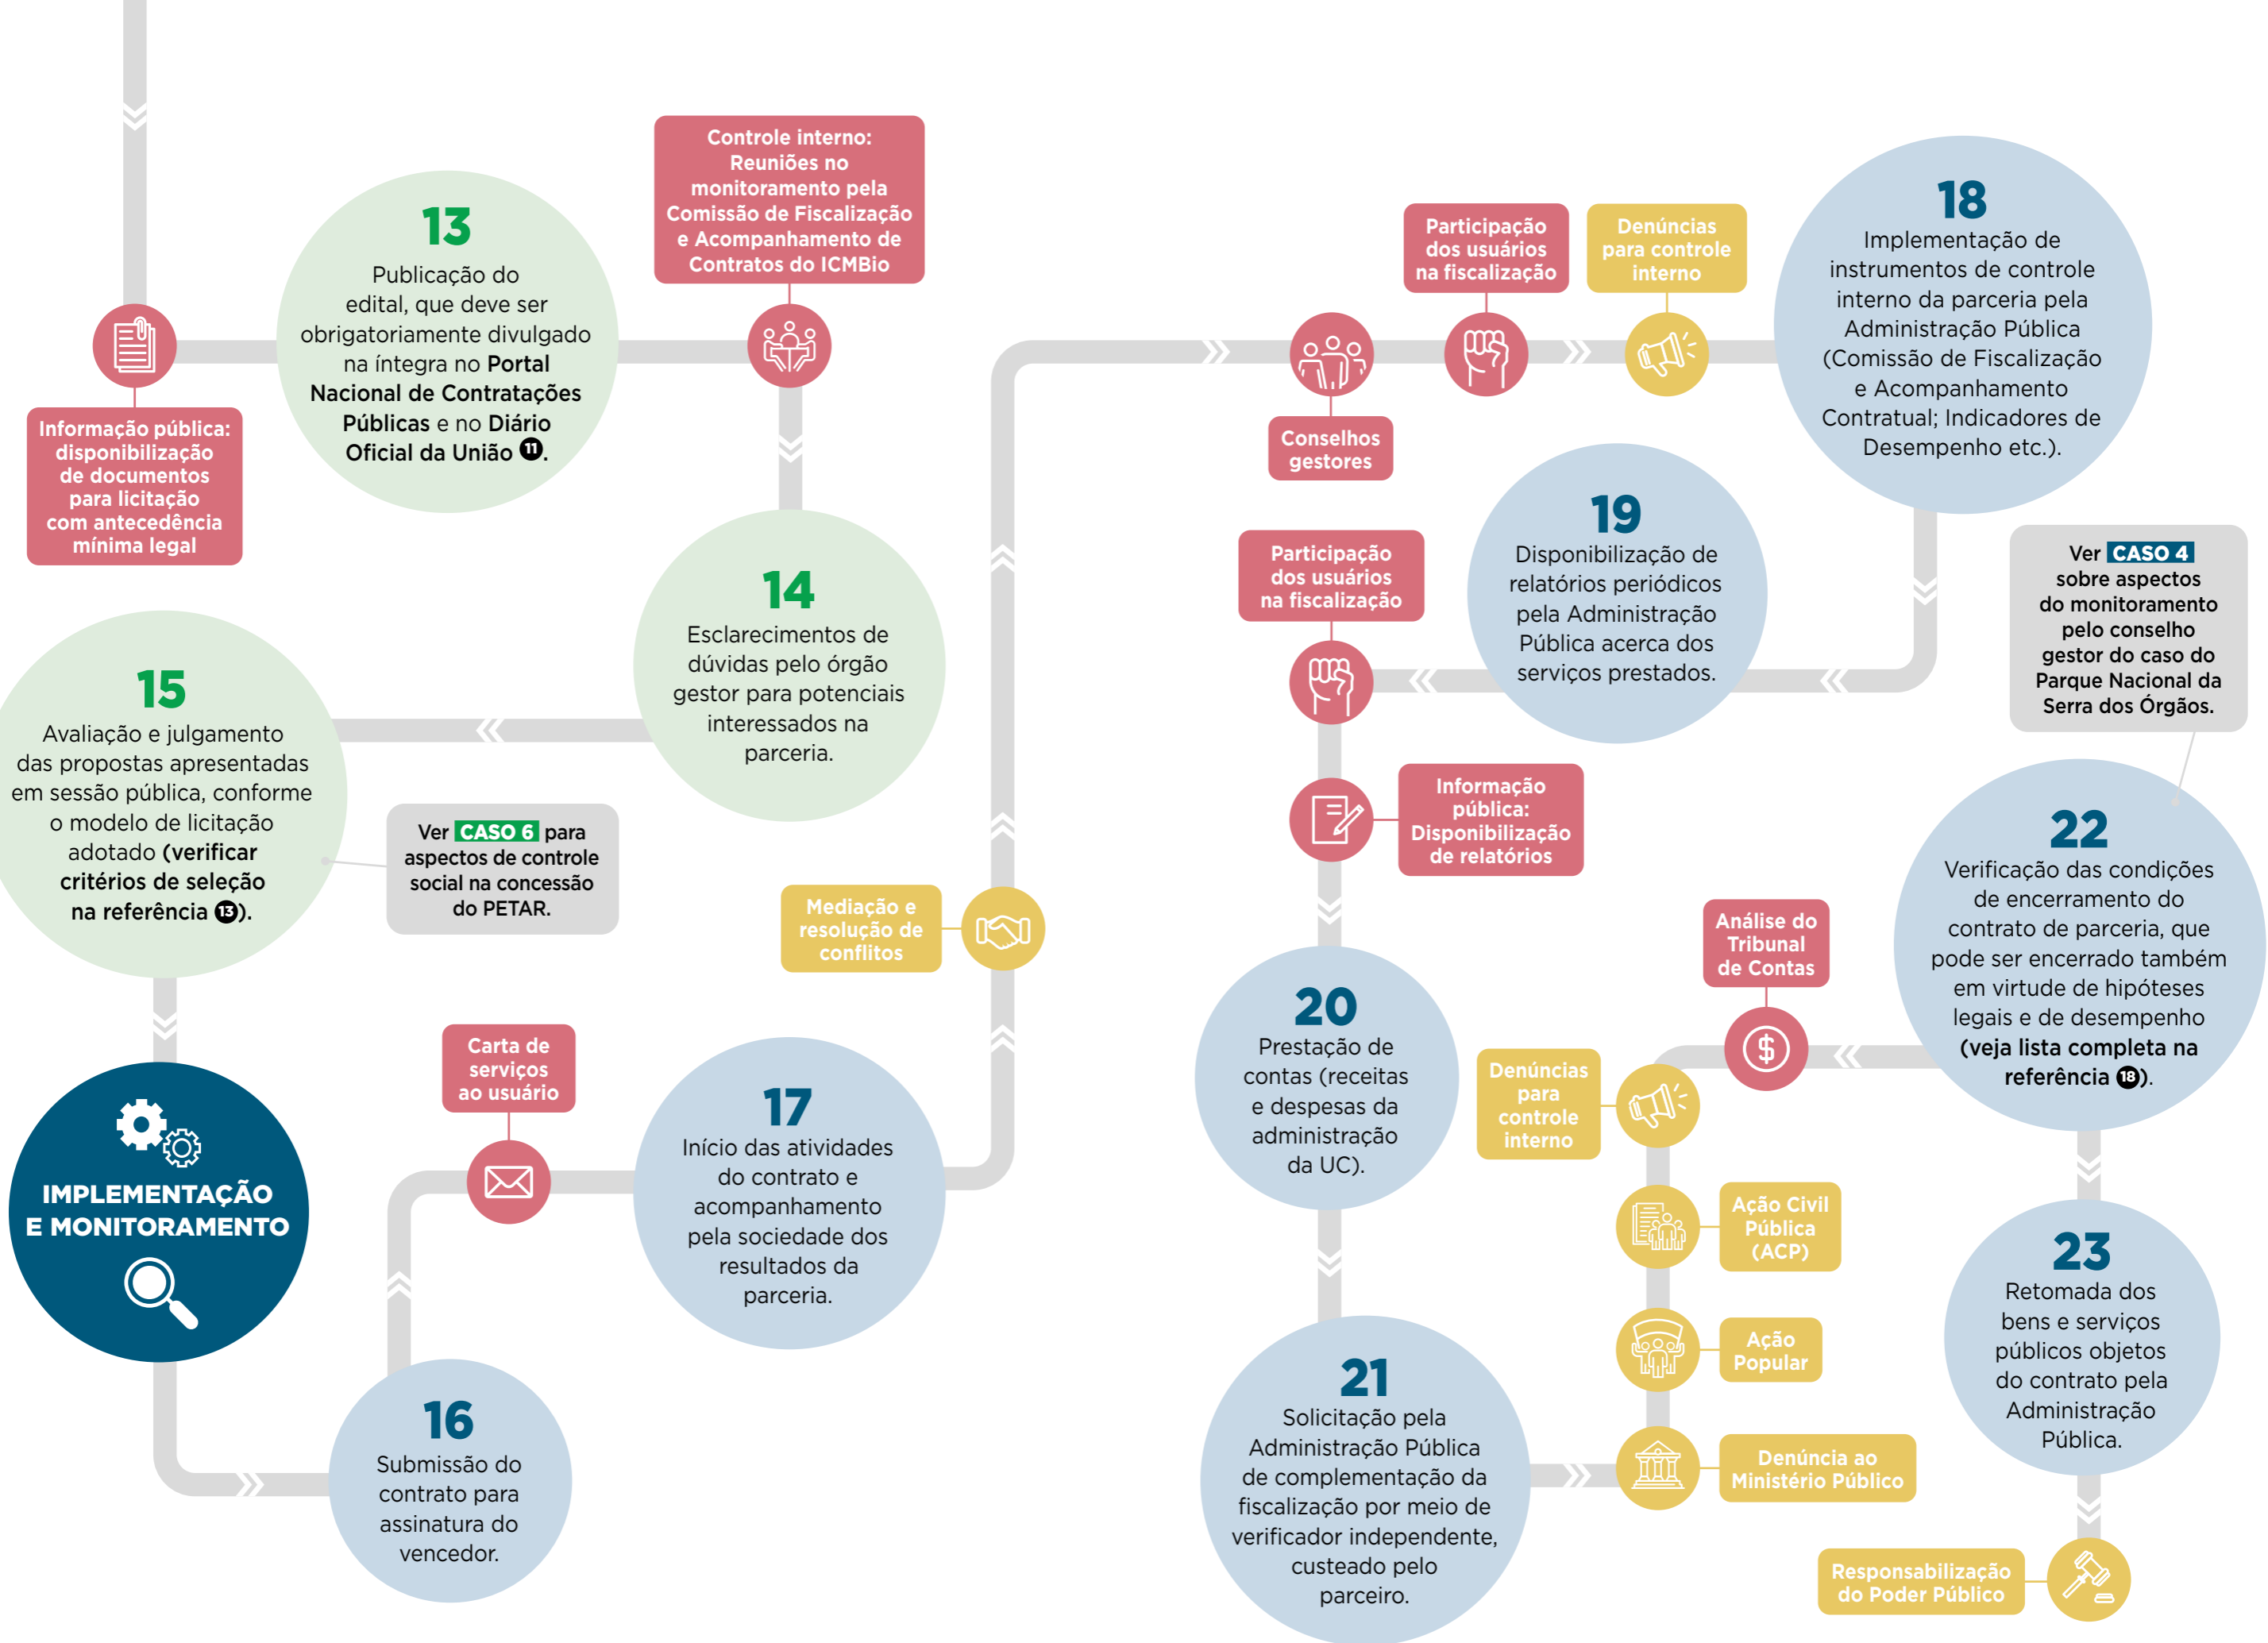 Informação pública:
disponibilização
de documentos
para licitação
com antecedência
mínima legal
13
Publicação do
edital, que deve ser
obrigatoriamente divulgado
na íntegra no Portal
Nacional de Contratações
Públicas e no Diário
Oficial da União 11.
Controle interno:
Reuniões no
monitoramento pela
Comissão de Fiscalização
e Acompanhamento de
Contratos do ICMBio
14
Esclarecimentos de
dúvidas pelo órgão
gestor para potenciais
interessados na
parceria.
15
Avaliação e julgamento
das propostas apresentadas
em sessão pública, conforme
o modelo de licitação
adotado (verificar
critérios de seleção
na referência 13).
Ver CASO 6 para
aspectos de controle
social na concessão
do PETAR.
IMPLEMENTAÇÃO
E MONITORAMENTO
16
Submissão do
contrato para
assinatura do
vencedor.
Carta de
serviços
ao usuário
17
Início das atividades
do contrato e
acompanhamento
pela sociedade dos
resultados da
parceria.
Mediação e
resolução de
conflitos
Conselhos
gestores
Participação
dos usuários
na fiscalização
Denúncias
para controle
interno
18
Implementação de
instrumentos de controle
interno da parceria pela
Administração Pública
(Comissão de Fiscalização
e Acompanhamento
Contratual; Indicadores de
Desempenho etc.).
19
Disponibilização de
relatórios periódicos
pela Administração
Pública acerca dos
serviços prestados.
Participação
dos usuários
na fiscalização
Informação
pública:
Disponibilização
de relatórios
20
Prestação de
contas (receitas
e despesas da
administração
da UC).
21
Solicitação pela
Administração Pública
de complementação da
fiscalização por meio de
verificador independente,
custeado pelo
parceiro.
Denúncia ao
Ministério Público
Ação
Popular
Ação Civil
Pública
(ACP)
Denúncias
para
controle
interno
Análise do
Tribunal
de Contas
Ver CASO 4
sobre aspectos
do monitoramento
pelo conselho
gestor do caso do
Parque Nacional da
Serra dos Órgãos.
22
Verificação das condições
de encerramento do
contrato de parceria, que
pode ser encerrado também
em virtude de hipóteses
legais e de desempenho
(veja lista completa na
referência 18).
23
Retomada dos
bens e serviços
públicos objetos
do contrato pela
Administração
Pública.
Responsabilização
do Poder Público